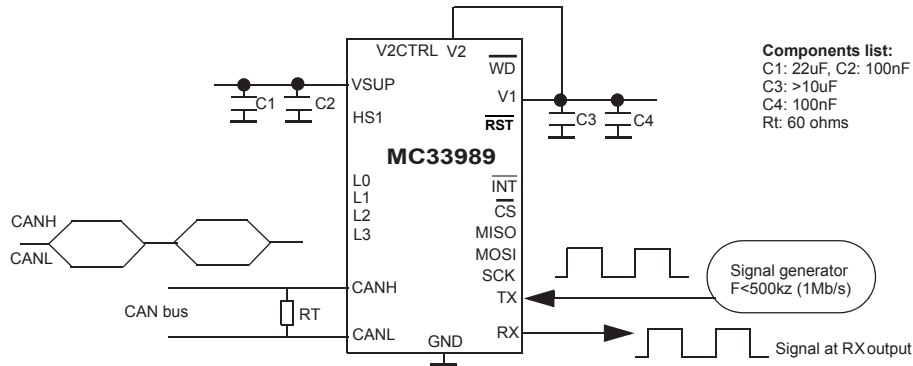 V2CTRL V2
WD
VSUP
V1
C1 C2
HS1
RST
C3 C4
MC33989
Components list:
C1: 22uF, C2: 100nF
C3: >10uF
C4: 100nF
Rt: 60 ohms
L0
L1
L2
L3
INT
CS
MISO
MOSI
SCK
TX
RX
CANH
CANL
CANH
CAN bus
RT
CANL
GND
Signal generator
F<500kz (1Mb/s)
Signal at RX output